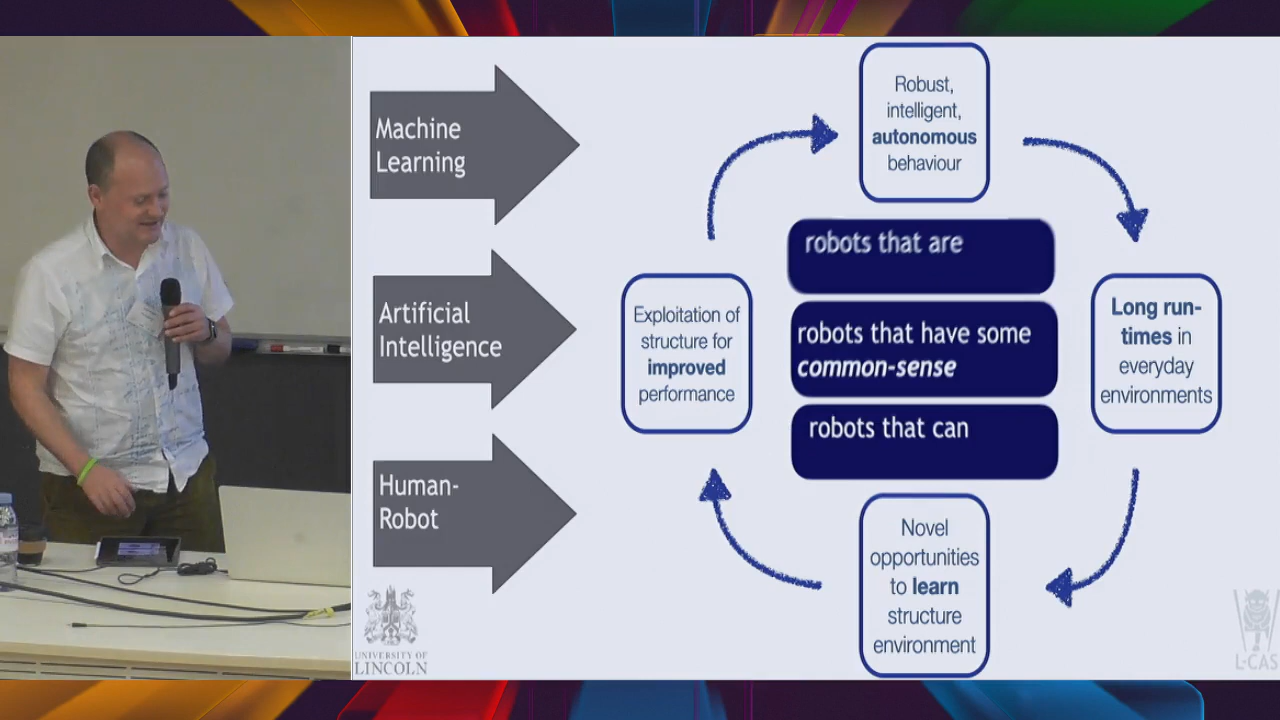 Machine
Learning
Artificial
Intelligence
Human-
Robot
Robust,
intelligent,
autonomous
behaviour
robots that are
robots that have some
common-sense
robots that can
Exploitation of
structure for
improved
performance
Long run-
times in
everyday
environments
Novel
opportunities
to learn
structure
environment
UNIVERSITY OF
LINCOLN
L-CAS